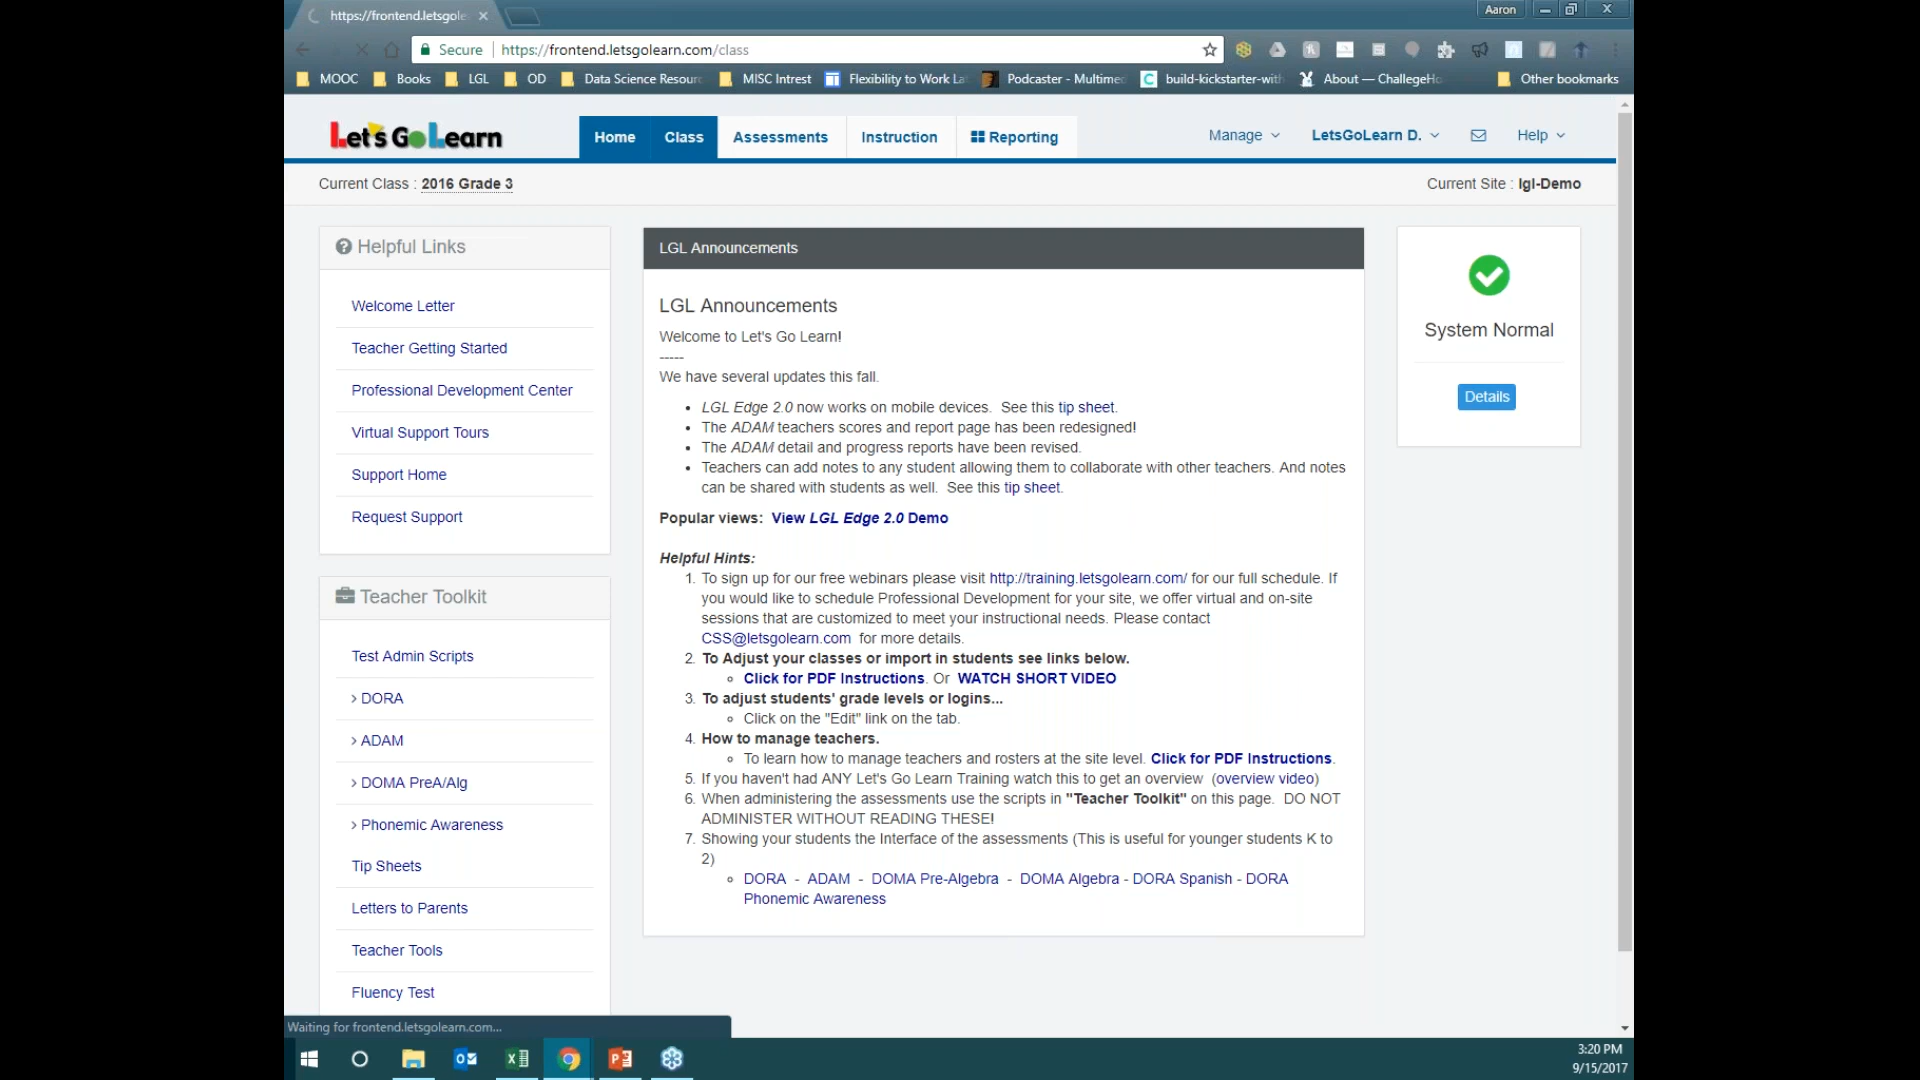 https://frontend.letsgole
Aaron
Secure | https://frontend.letsgolearn.com/class
MOOC Books LGL OD Data Science Resour MISC Intrest Flexibility to Work La Podcaster - Multime build-kickstarter-with About — ChallegeHo Other bookmarks
Let's Go Learn
Home Class Assessments Instruction Reporting Manage LetsGoLearn D. Help
Current Class : 2016 Grade 3
Current Site : lgl-Demo
Helpful Links
Welcome Letter
Teacher Getting Started
Professional Development Center
Virtual Support Tours
Support Home
Request Support
Teacher Toolkit
Test Admin Scripts
> DORA
> ADAM
> DOMA PreA/Alg
> Phonemic Awareness
Tip Sheets
Letters to Parents
Teacher Tools
Fluency Test
LGL Announcements
LGL Announcements
Welcome to Let's Go Learn!
-----
We have several updates this fall.
• LGL Edge 2.0 now works on mobile devices. See this tip sheet.
• The ADAM teachers scores and report page has been redesigned!
• The ADAM detail and progress reports have been revised.
• Teachers can add notes to any student allowing them to collaborate with other teachers. And notes
can be shared with students as well. See this tip sheet.
Popular views: View LGL Edge 2.0 Demo
Helpful Hints:
1. To sign up for our free webinars please visit http://training.letsgolearn.com/ for our full schedule. If
you would like to schedule Professional Development for your site, we offer virtual and on-site
sessions that are customized to meet your instructional needs. Please contact
CSS@letsgolearn.com for more details.
2. To Adjust your classes or import in students see links below.
◦ Click for PDF Instructions. Or WATCH SHORT VIDEO
3. To adjust students' grade levels or logins...
◦ Click on the "Edit" link on the tab.
4. How to manage teachers.
◦ To learn how to manage teachers and rosters at the site level. Click for PDF Instructions.
5. If you haven't had ANY Let's Go Learn Training watch this to get an overview (overview video)
6. When administering the assessments use the scripts in "Teacher Toolkit" on this page. DO NOT
ADMINISTER WITHOUT READING THESE!
7. Showing your students the Interface of the assessments (This is useful for younger students K to
2)
◦ DORA - ADAM - DOMA Pre-Algebra - DOMA Algebra - DORA Spanish - DORA
Phonemic Awareness
System Normal
Details
Waiting for frontend.letsgolearn.com...
3:20 PM
9/15/2017